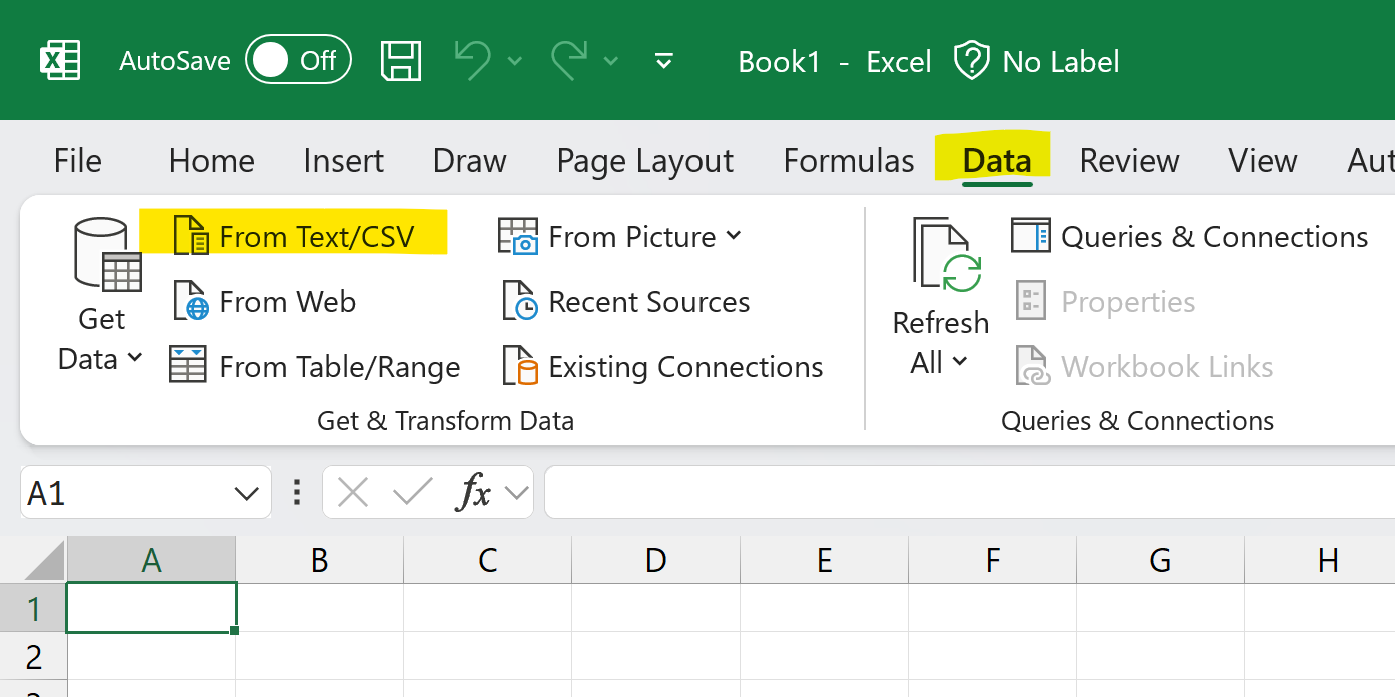 AutoSave Off Book1 - Excel No Label
File Home Insert Draw Page Layout Formulas Data Review View
From Text/CSV From Picture Queries & Connections
Get Data From Web Recent Sources Refresh All Properties
From Table/Range Existing Connections Workbook Links
Get & Transform Data Queries & Connections
A1 fx
A B C D E F G H
1
2